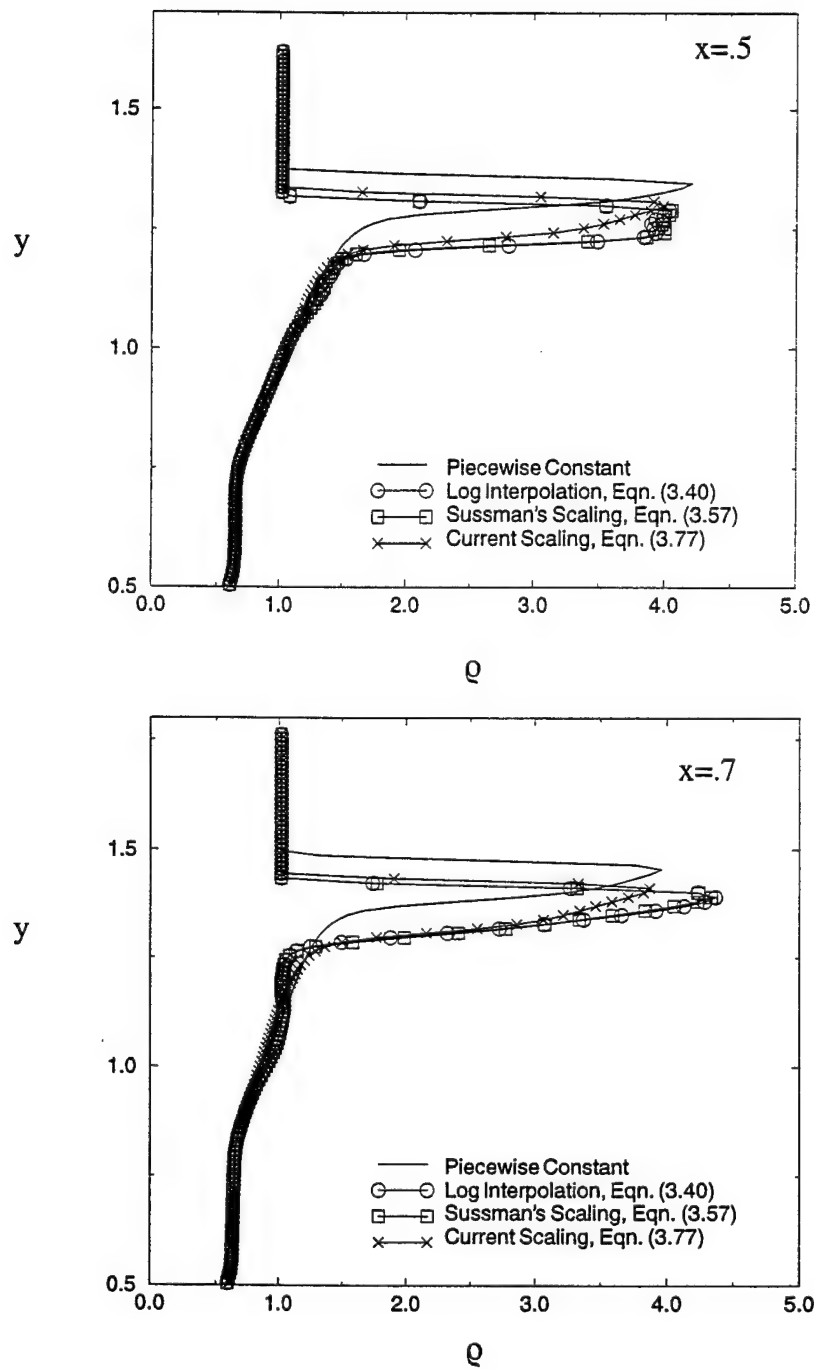 x=.5
1.5
y
1.0
Piecewise Constant
Log Interpolation, Eqn. (3.40)
Sussman's Scaling, Eqn. (3.57)
Current Scaling, Eqn. (3.77)
0.5
0.0 1.0 2.0 3.0 4.0 5.0
ϱ
x=.7
1.5
y
1.0
Piecewise Constant
Log Interpolation, Eqn. (3.40)
Sussman's Scaling, Eqn. (3.57)
Current Scaling, Eqn. (3.77)
0.5
0.0 1.0 2.0 3.0 4.0 5.0
ϱ